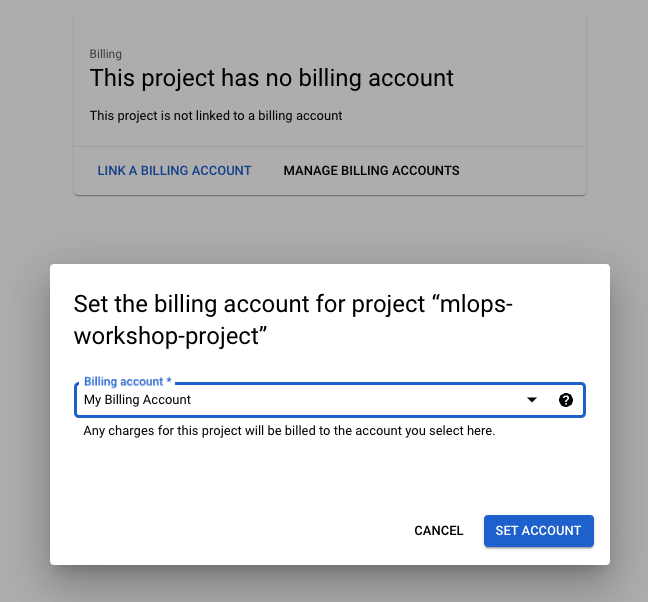 Billing
This project has no billing account
This project is not linked to a billing account
LINK A BILLING ACCOUNT MANAGE BILLING ACCOUNTS
Set the billing account for project “mlops-
workshop-project”
Billing account *
My Billing Account
Any charges for this project will be billed to the account you select here.
CANCEL SET ACCOUNT